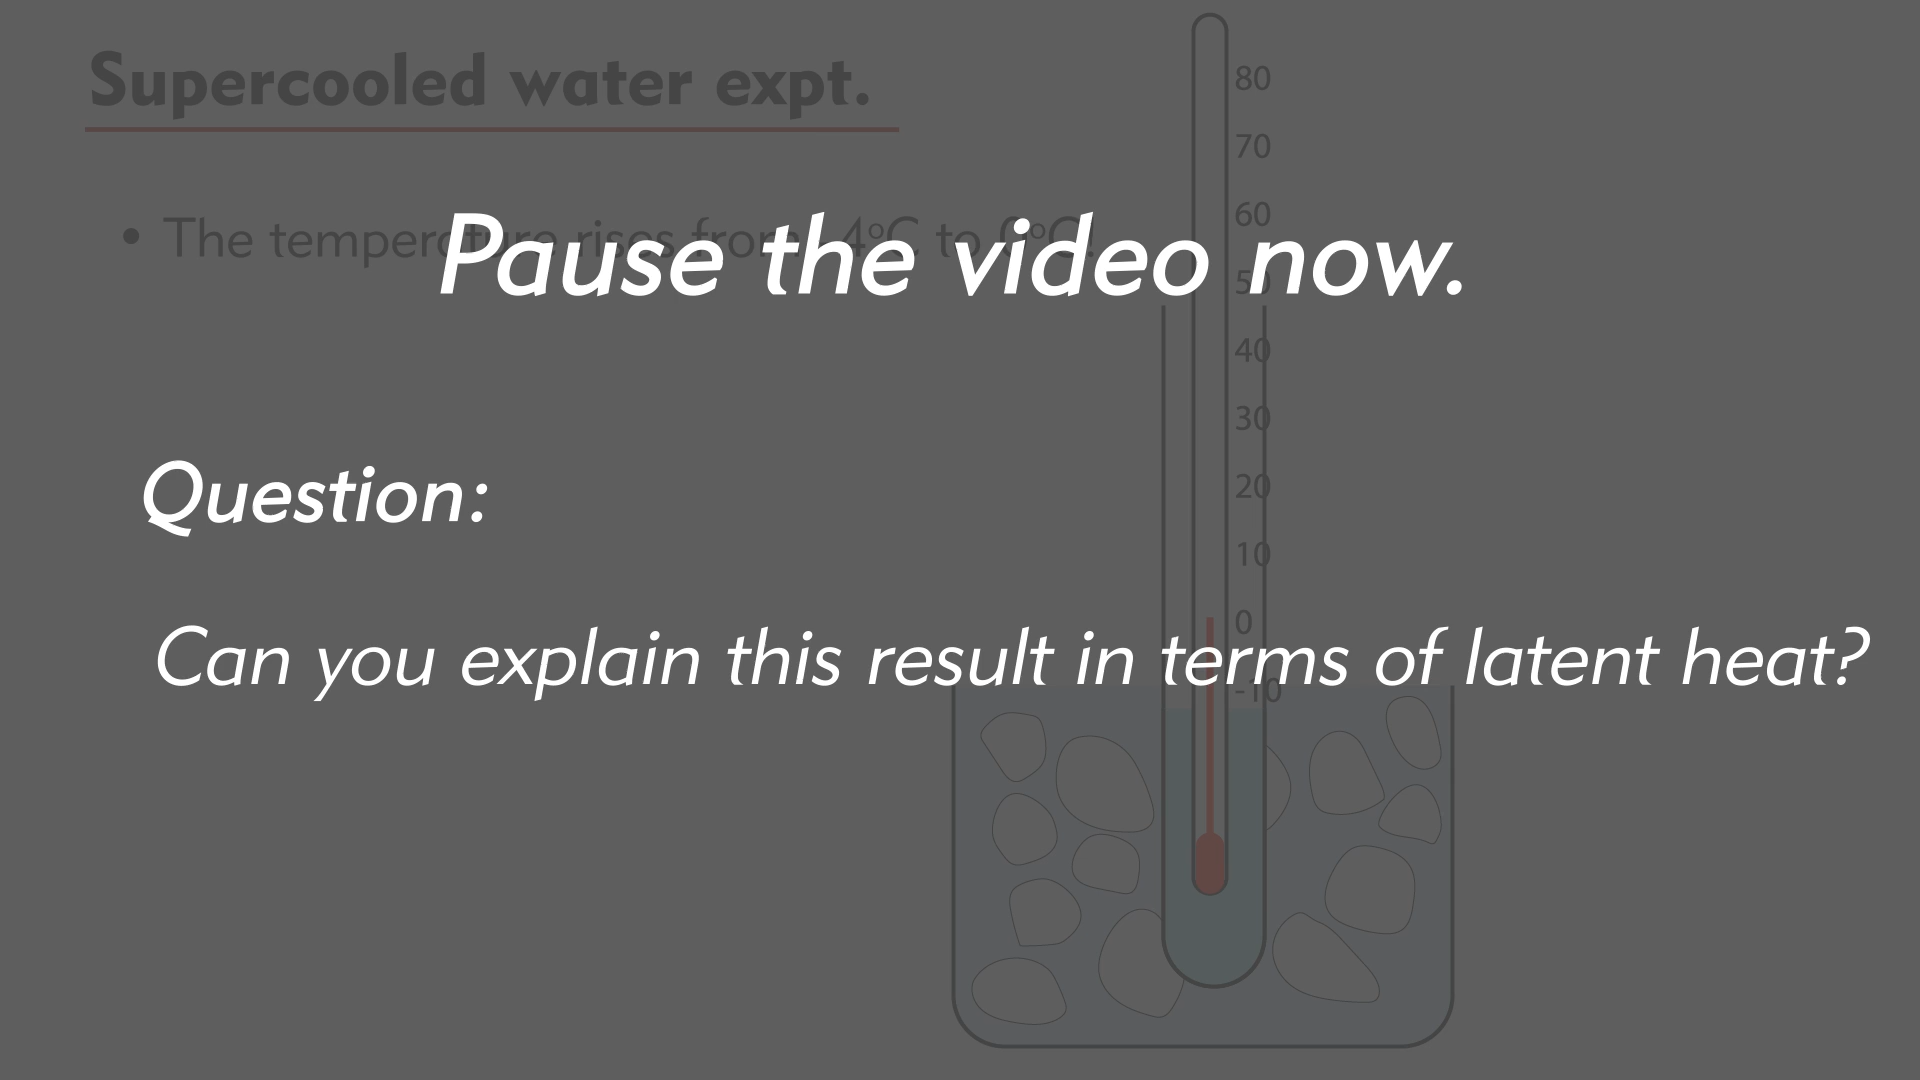 Supercooled water expt.
• The temperature rises from -4°C to 0°C!
Pause the video now.
Question:
Can you explain this result in terms of latent heat?
80
70
60
50
40
30
20
10
0
-10